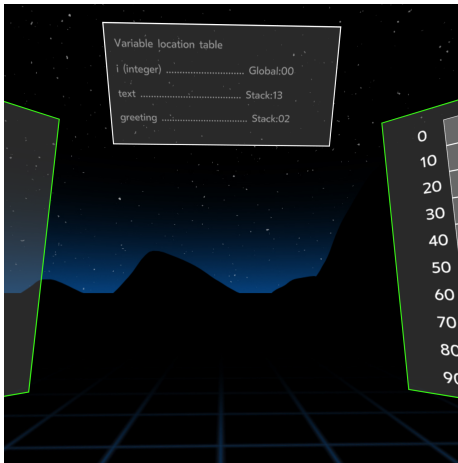 Variable location table
i (integer) ................................ Global:00
text ......................................... Stack:13
greeting ................................... Stack:02
0
10
20
30
40
50
60
70
80
90